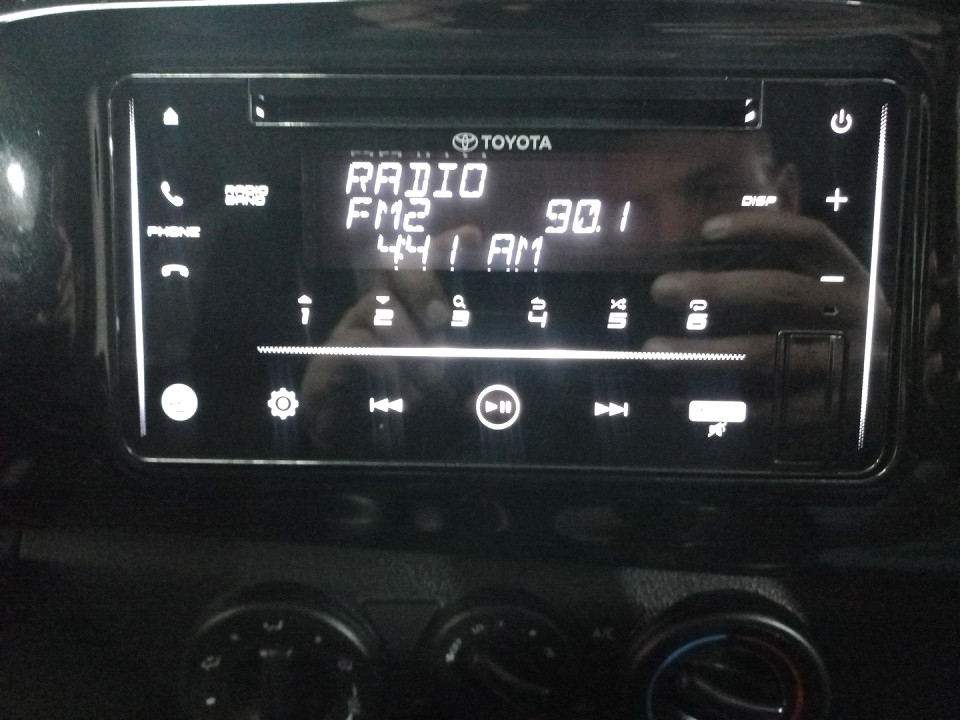 TOYOTA
RADIO
RADIO BAND
FM2 90.1
DISP
PHONE
4:41 AM
1 2 3 4 5 6
A/C